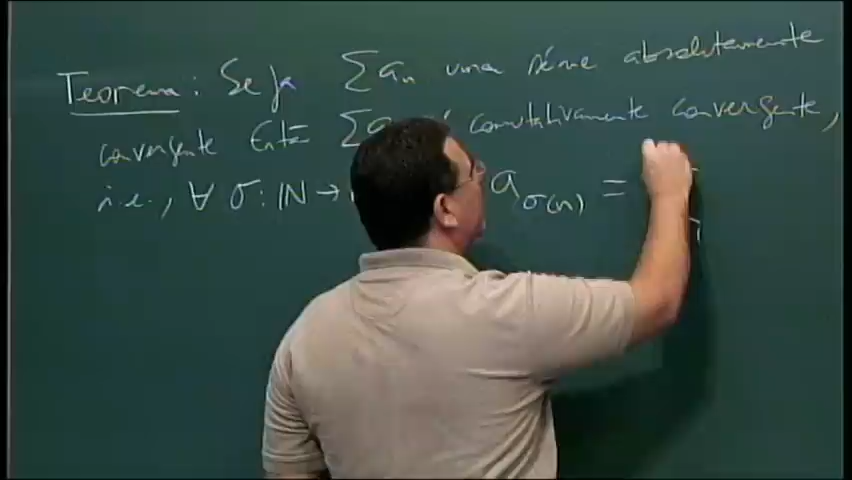 Teorema: Seja ∑ aₙ uma série absolutamente
convergente Então ∑ a é comutativamente convergente,
i.e., ∀ σ: ℕ → a_σ(n) =